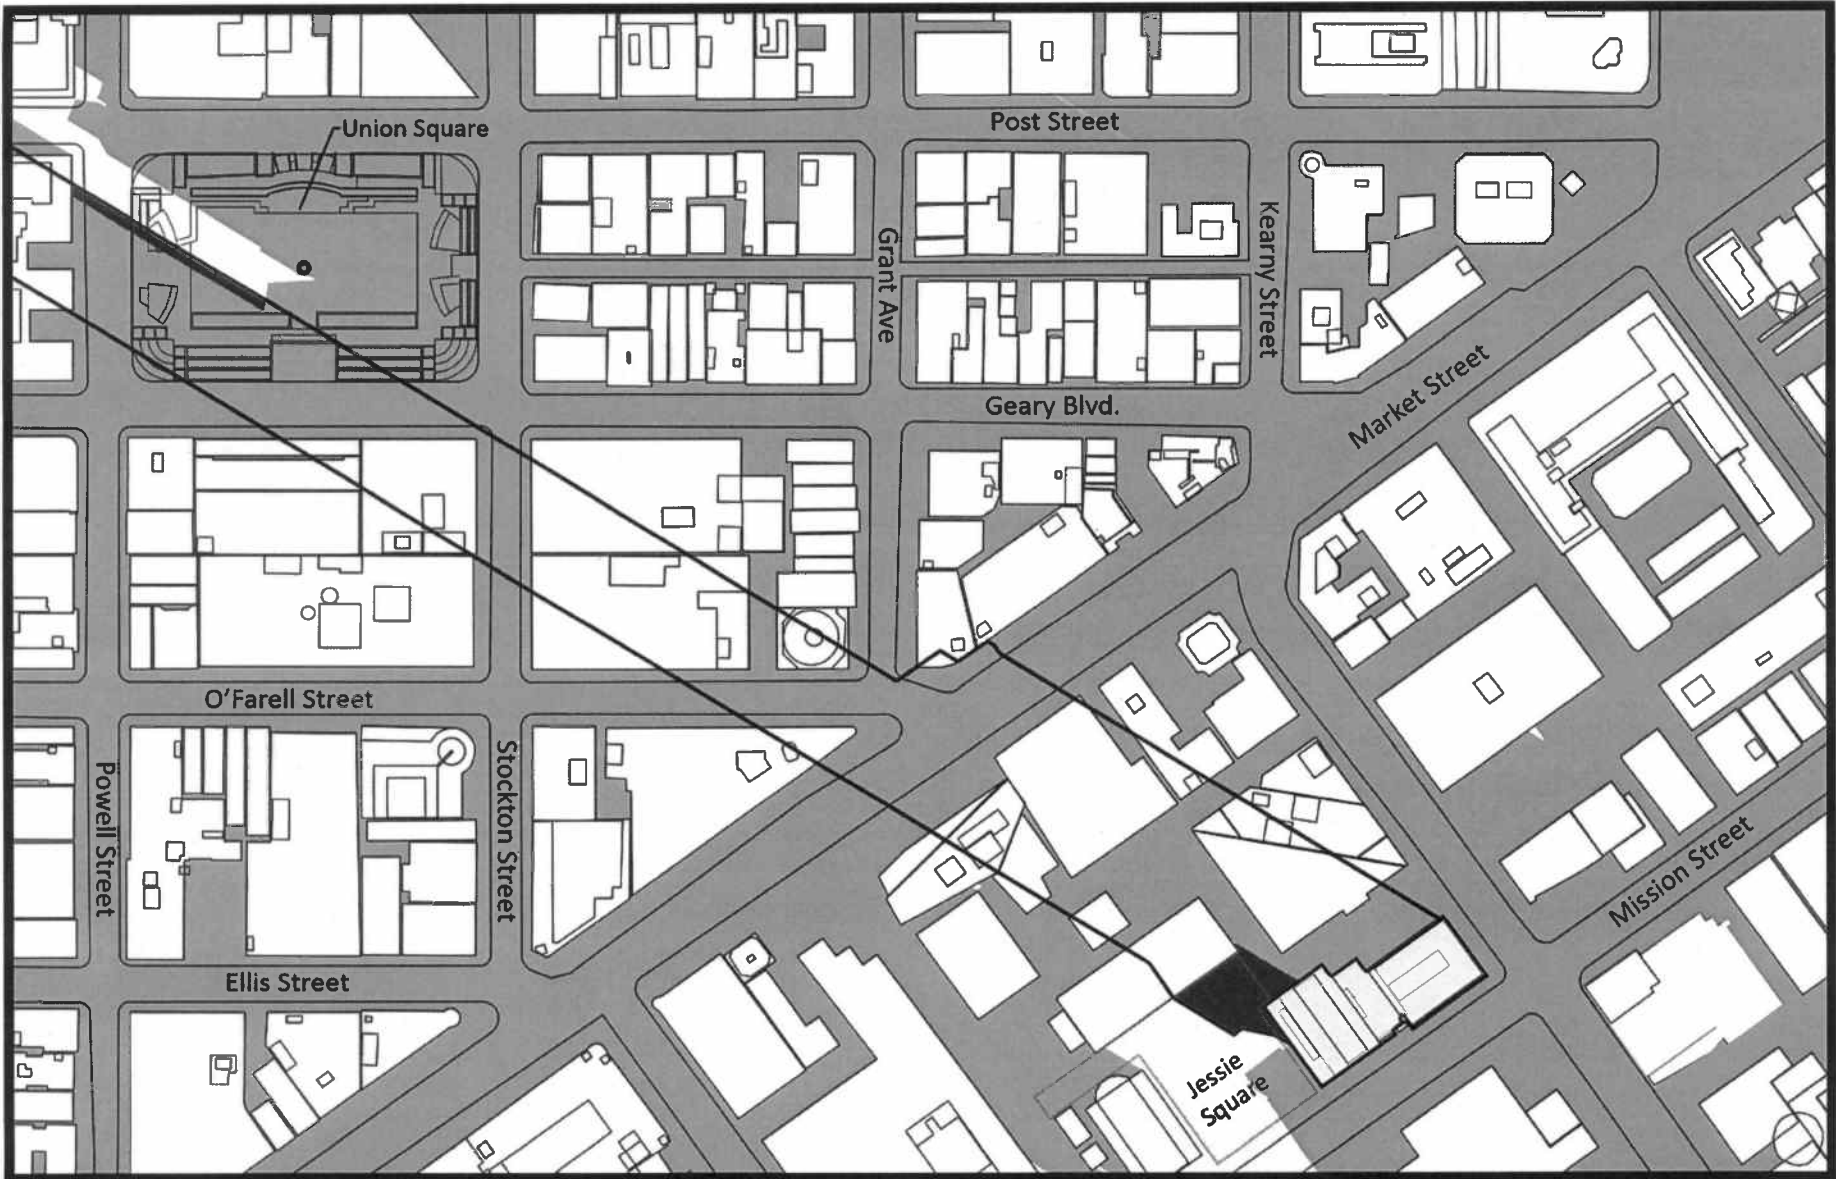 Union Square
Post Street
Grant Ave
Kearny Street
Geary Blvd.
Market Street
O'Farell Street
Powell Street
Stockton Street
Mission Street
Ellis Street
Jessie
Square